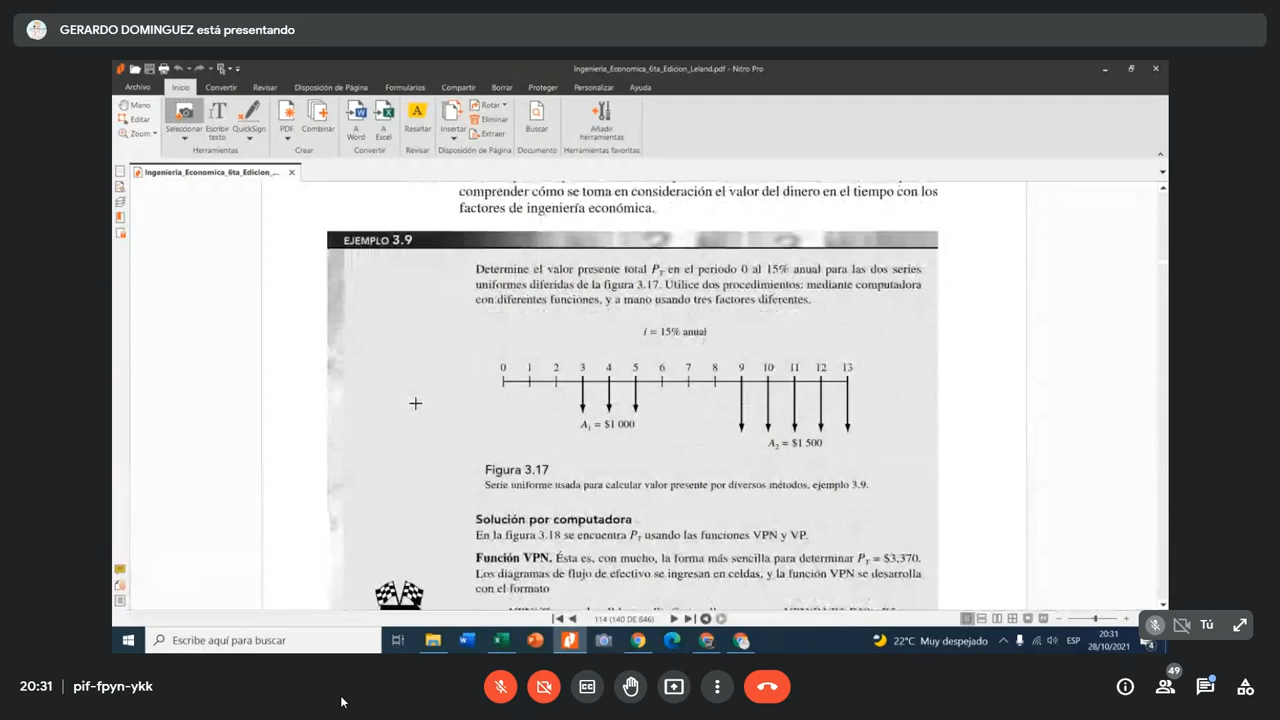 GERARDO DOMINGUEZ está presentando
Ingenieria_Economica_6ta_Edicion_Leland.pdf - Nitro Pro
Archivo Inicio Convertir Revisar Disposición de Página Formularios Compartir Borrar Proteger Personalizar Ayuda
Mano
Editar
Zoom
Seleccionar
Escribir texto
QuickSign
Herramientas
PDF
Combinar
Crear
A Word
A Excel
Convertir
Resaltar
Revisar
Insertar
Rotar
Eliminar
Extraer
Disposición de Página
Buscar
Documento
Añadir herramientas
Herramientas favoritas
Ingenieria_Economica_6ta_Edicion_...
comprender cómo se toma en consideración el valor del dinero en el tiempo con los
factores de ingeniería económica.
EJEMPLO 3.9
Determine el valor presente total P_T en el periodo 0 al 15% anual para las dos series
uniformes diferidas de la figura 3.17. Utilice dos procedimientos: mediante computadora
con diferentes funciones, y a mano usando tres factores diferentes.
i = 15% anual
0 1 2 3 4 5 6 7 8 9 10 11 12 13
A₁ = $1 000
A₂ = $1 500
Figura 3.17
Serie uniforme usada para calcular valor presente por diversos métodos, ejemplo 3.9.
Solución por computadora
En la figura 3.18 se encuentra P_T usando las funciones VPN y VP.
Función VPN. Ésta es, con mucho, la forma más sencilla para determinar P_T = $3,370.
Los diagramas de flujo de efectivo se ingresan en celdas, y la función VPN se desarrolla
con el formato
114 (140 DE 846)
Tú
Escribe aquí para buscar
22°C Muy despejado
ESP
20:31
28/10/2021
4
20:31 | pif-fpyn-ykk
49